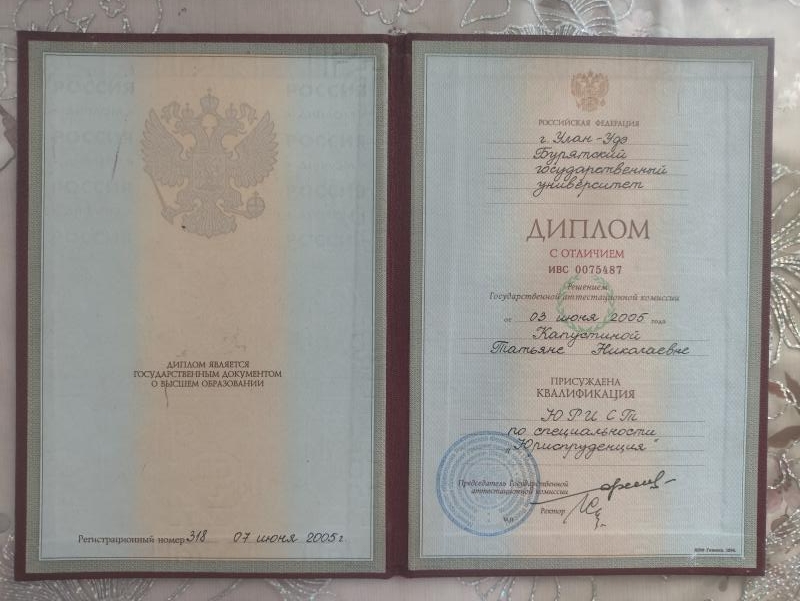 ДИПЛОМ ЯВЛЯЕТСЯ
ГОСУДАРСТВЕННЫМ ДОКУМЕНТОМ
О ВЫСШЕМ ОБРАЗОВАНИИ
Регистрационный номер 318 07 июня 2005 г.
РОССИЙСКАЯ ФЕДЕРАЦИЯ
г. Улан-Удэ
Бурятский
государственный
университет
ДИПЛОМ
С ОТЛИЧИЕМ
ИВС 0075487
Решением
Государственной аттестационной комиссии
от 03 июня 2005 года
Капустиной
Татьяне Николаевне
ПРИСУЖДЕНА
КВАЛИФИКАЦИЯ
ЮРИСТ
по специальности
„Юриспруденция"
Председатель Государственной
аттестационной комиссии
Ректор
М.П.